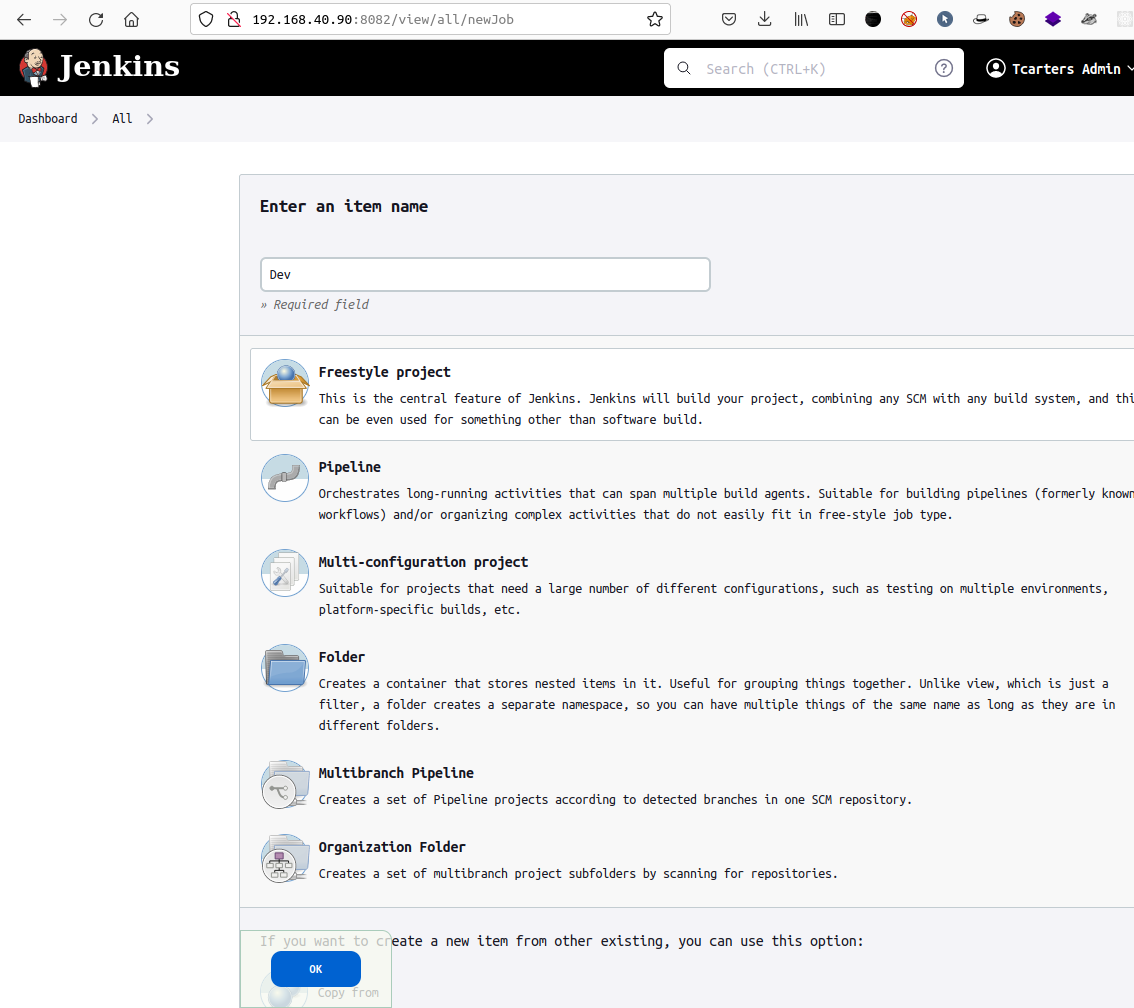 192.168.40.90:8082/view/all/newJob
Jenkins
Search (CTRL+K)
?
Tcarters Admin
Dashboard
All
Enter an item name
Dev
» Required field
Freestyle project
This is the central feature of Jenkins. Jenkins will build your project, combining any SCM with any build system, and thi
can be even used for something other than software build.
Pipeline
Orchestrates long-running activities that can span multiple build agents. Suitable for building pipelines (formerly known
workflows) and/or organizing complex activities that do not easily fit in free-style job type.
Multi-configuration project
Suitable for projects that need a large number of different configurations, such as testing on multiple environments,
platform-specific builds, etc.
Folder
Creates a container that stores nested items in it. Useful for grouping things together. Unlike view, which is just a
filter, a folder creates a separate namespace, so you can have multiple things of the same name as long as they are in
different folders.
Multibranch Pipeline
Creates a set of Pipeline projects according to detected branches in one SCM repository.
Organization Folder
Creates a set of multibranch project subfolders by scanning for repositories.
If you want to create a new item from other existing, you can use this option:
OK
Copy from